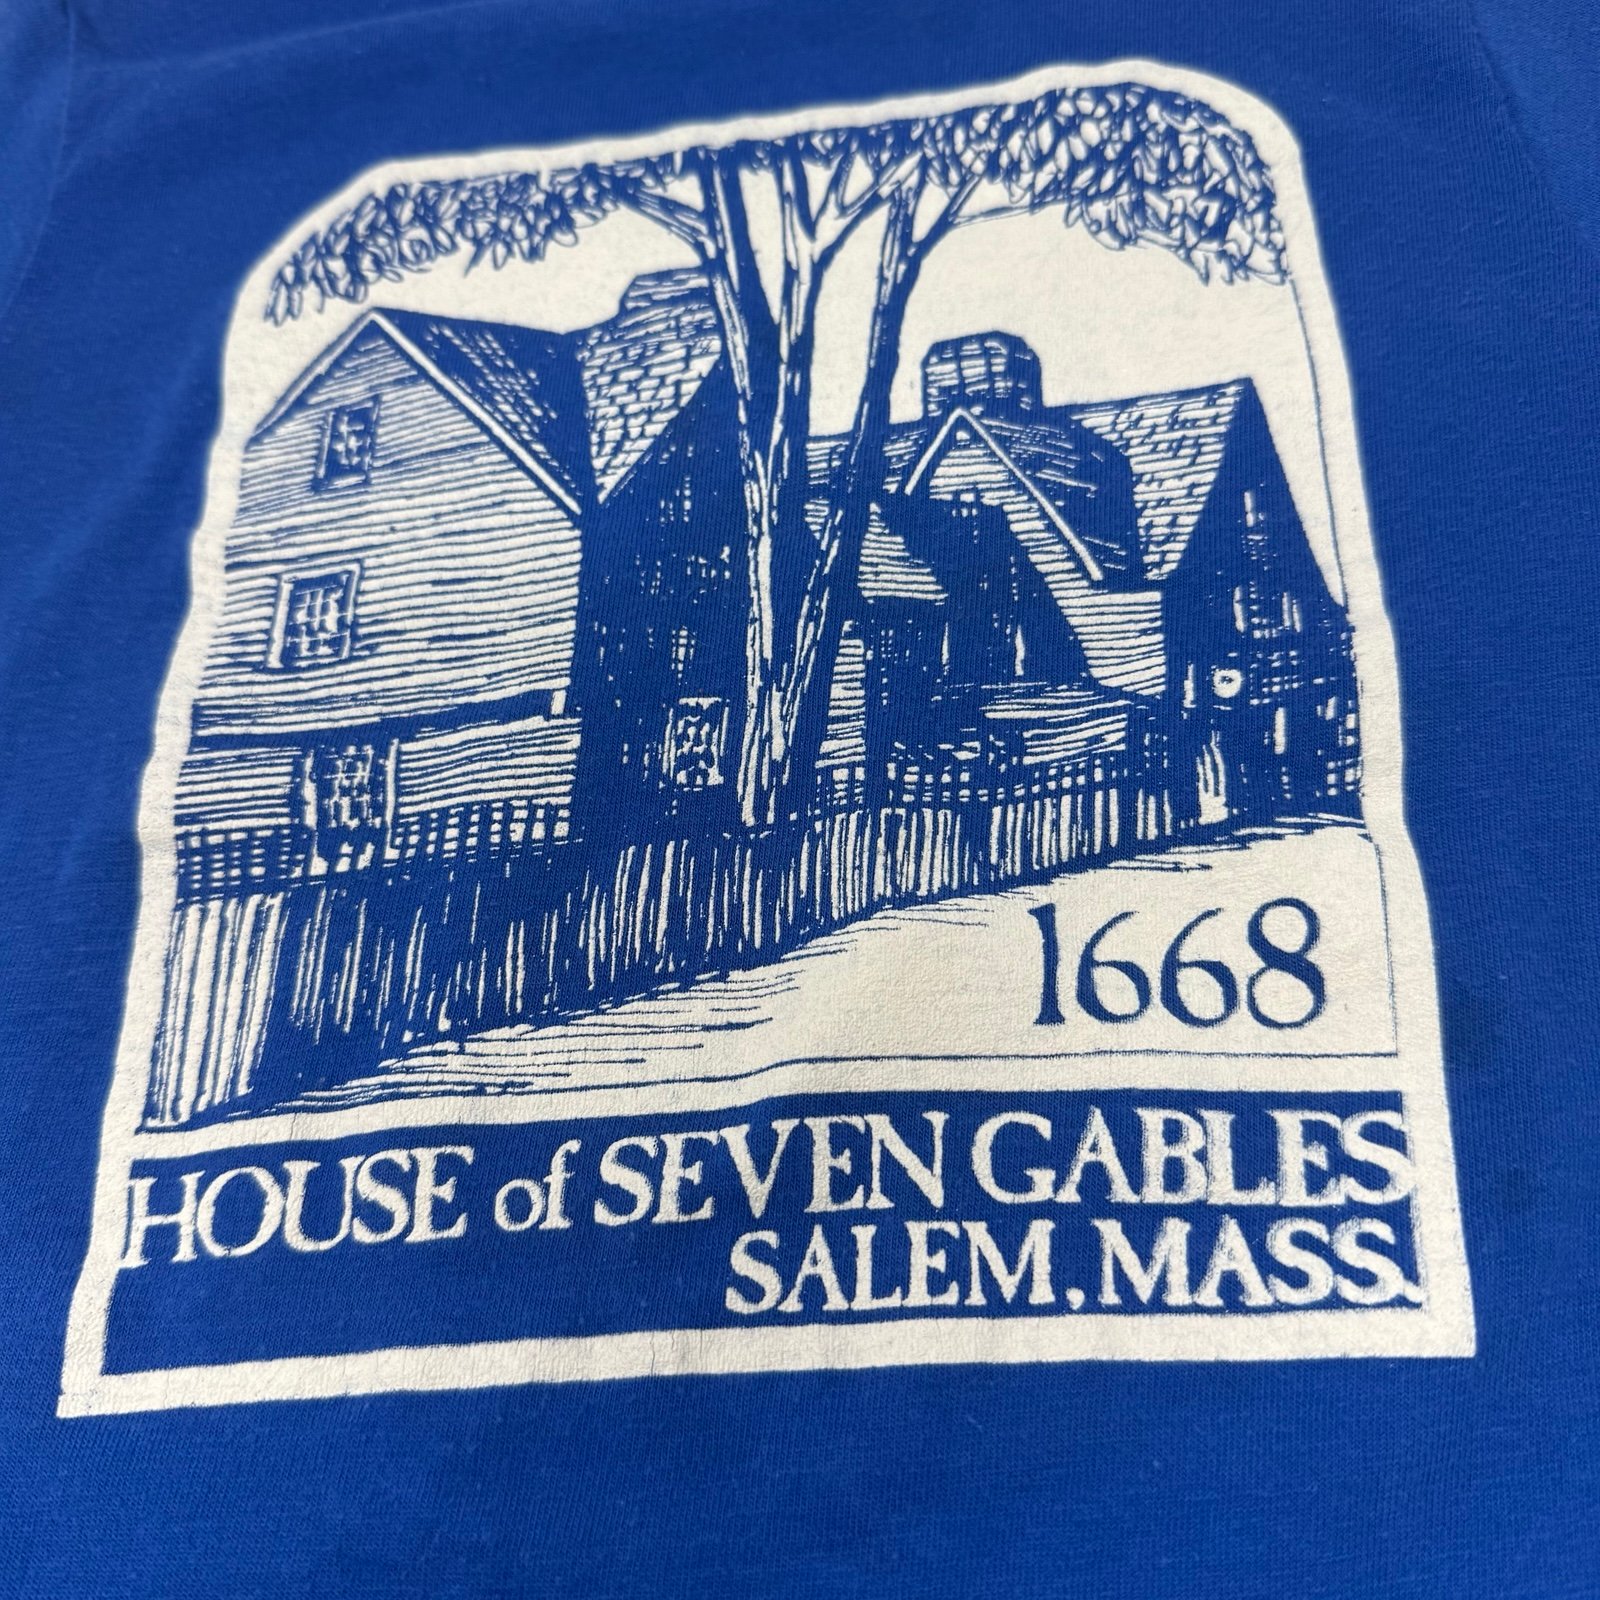 1668
HOUSE of SEVEN GABLES
SALEM, MASS.